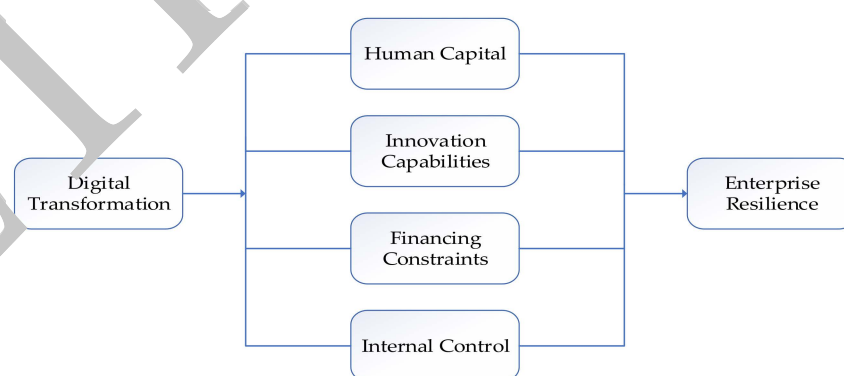 Human Capital
Innovation
Capabilities
Digital
Transformation
Enterprise
Resilience
Financing
Constraints
Internal Control